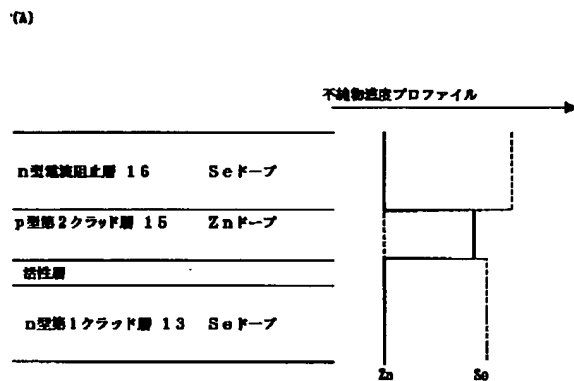 (A)
不純物濃度プロファイル
n型電流阻止層 16 Seドープ
p型第2クラッド層 15 Znドープ
活性層
n型第1クラッド層 13 Seドープ
Zn Se